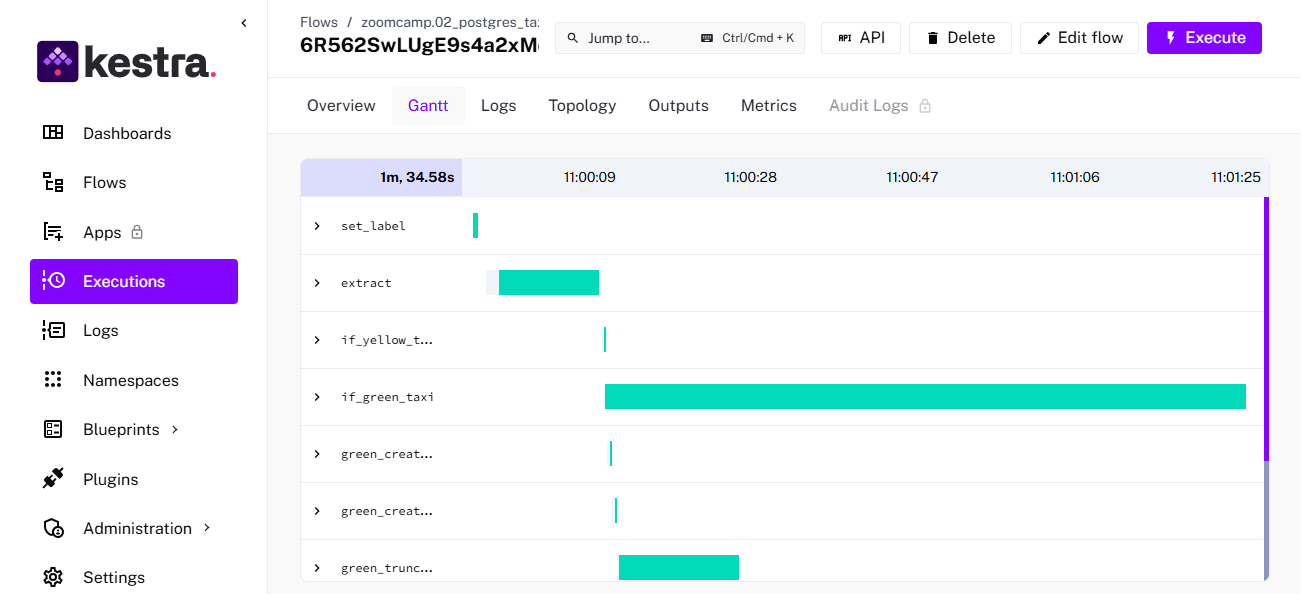 kestra.
Dashboards
Flows
Apps
Executions
Logs
Namespaces
Blueprints
Plugins
Administration
Settings
Flows / zoomcamp.02_postgres_ta
6R562SwLUgE9s4a2xM
Jump to... Ctrl/Cmd + K
API API
Delete
Edit flow
Execute
Overview Gantt Logs Topology Outputs Metrics Audit Logs
1m, 34.58s 11:00:09 11:00:28 11:00:47 11:01:06 11:01:25
set_label
extract
if_yellow_t...
if_green_taxi
green_creat...
green_creat...
green_trunc...